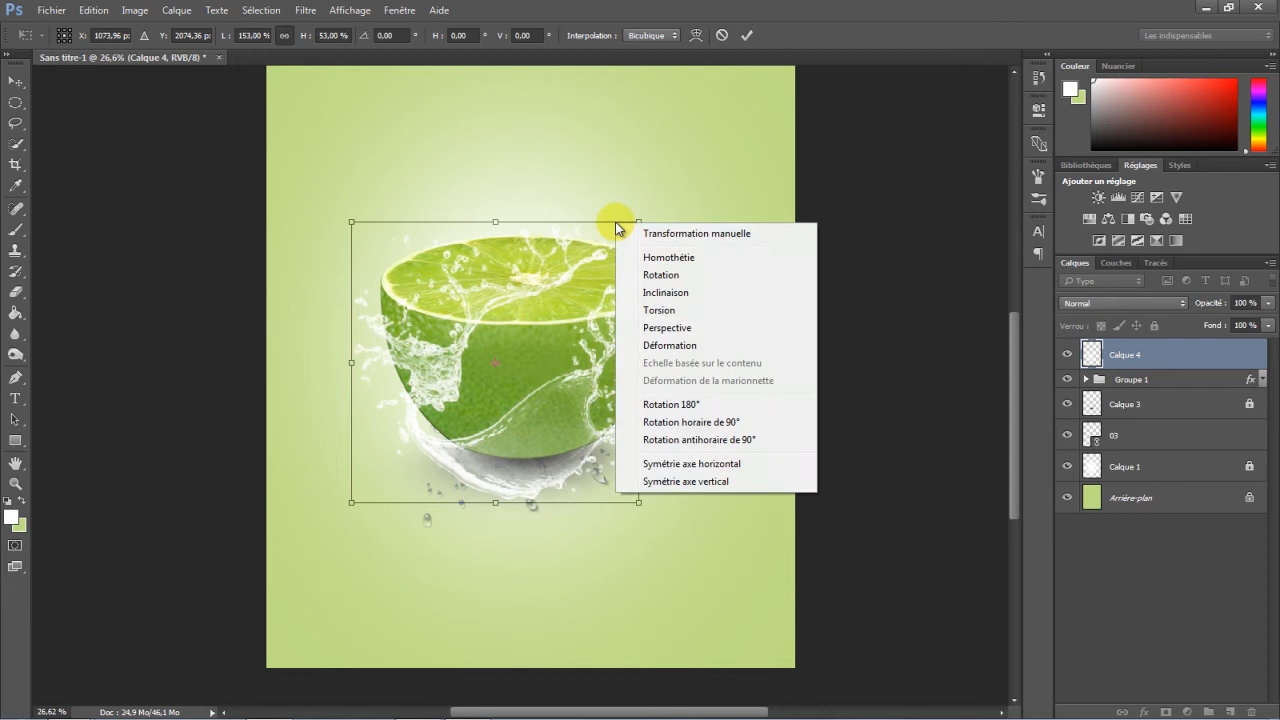 Ps Fichier Edition Image Calque Texte Sélection Filtre Affichage Fenêtre Aide
X: 1073,96 p: Y: 2074,36 p: L: 153,00 % H: 53,00 % 0,00 ° H: 0,00 ° V: 0,00 ° Interpolation : Bicubique Les indispensables
Sans titre-1 @ 26,6% (Calque 4, RVB/8) * ×
Couleur Nuancier
Bibliothèques Réglages Styles
Ajouter un réglage
Transformation manuelle
Homothétie
Rotation
Inclinaison
Torsion
Perspective
Déformation
Echelle basée sur le contenu
Déformation de la marionnette
Rotation 180°
Rotation horaire de 90°
Rotation antihoraire de 90°
Symétrie axe horizontal
Symétrie axe vertical
Calques Couches Tracés
Type
Normal Opacité : 100 %
Verrou : Fond : 100 %
Calque 4
Groupe 1 fx
Calque 3
03
Calque 1
Arrière-plan
26.62 % Doc : 24,9 Mo/46,1 Mo